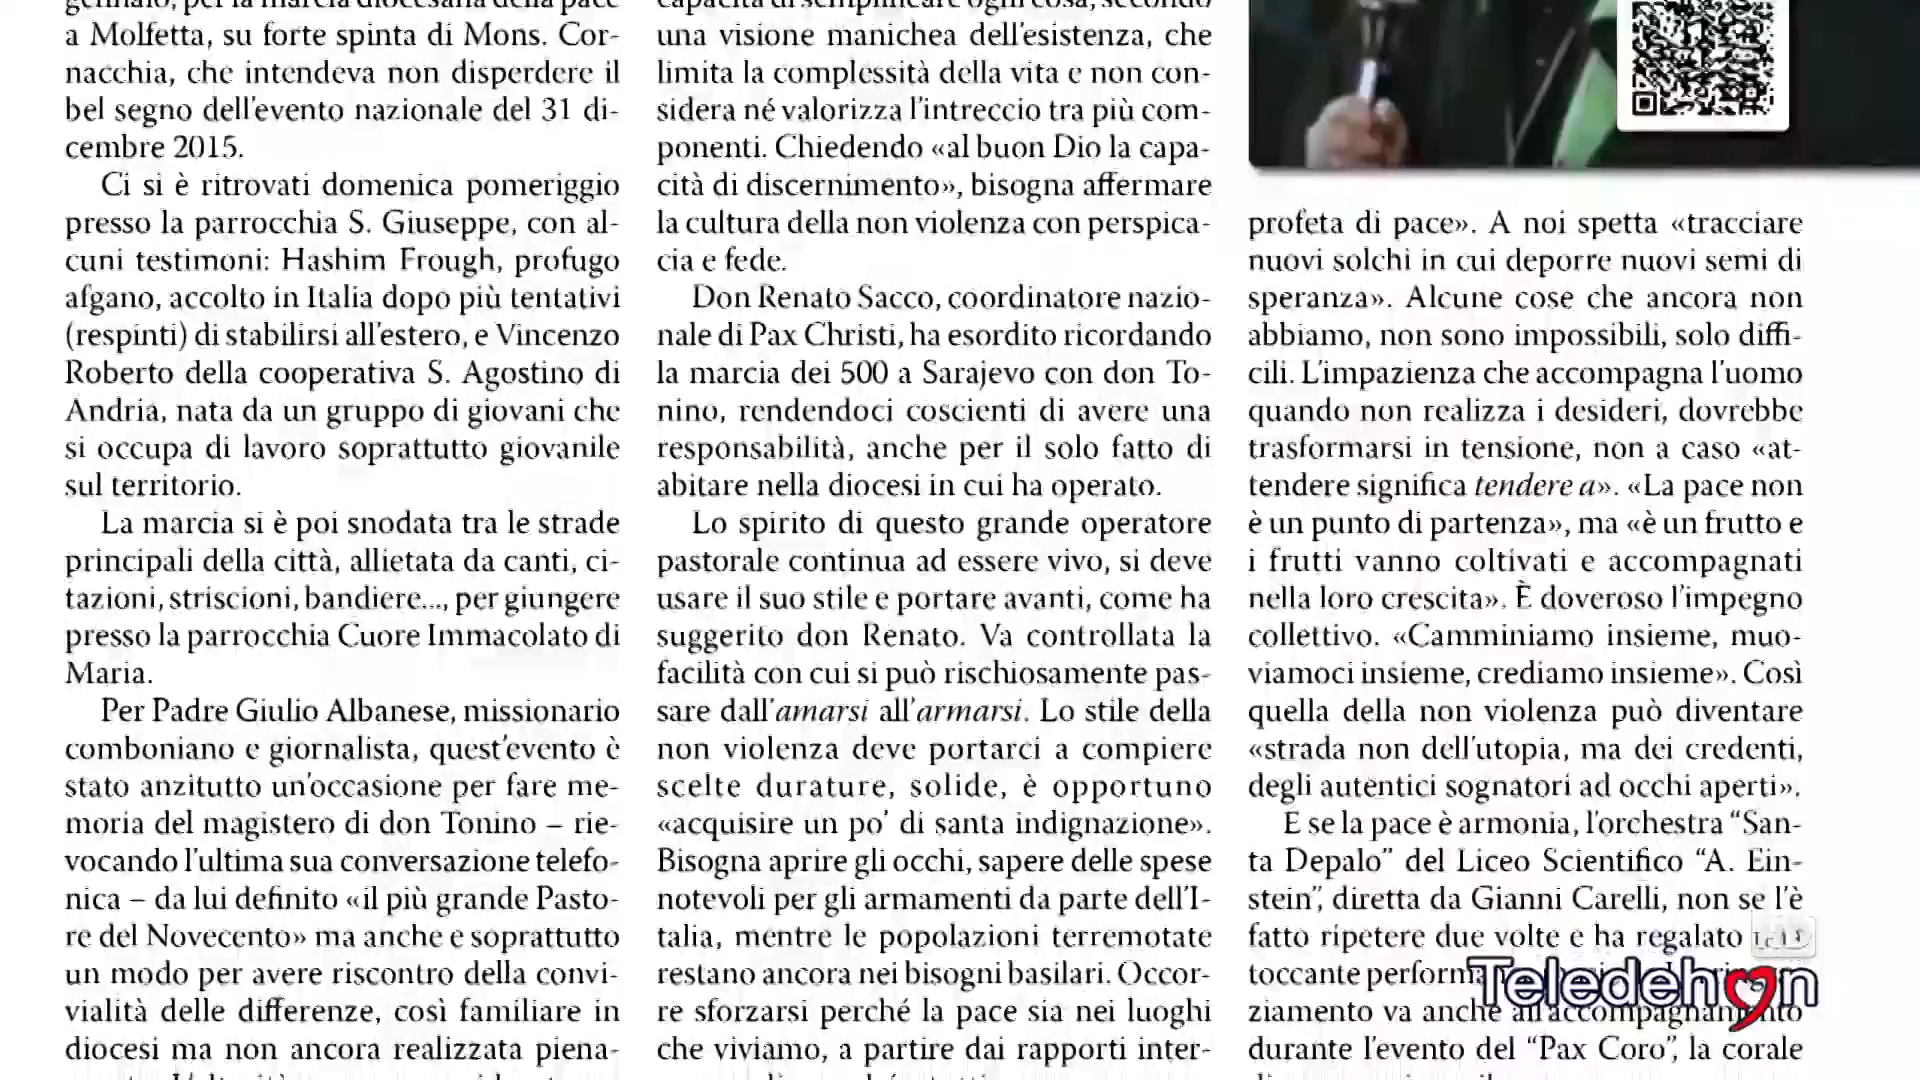 gennaio, per la marcia diocesana della pace
a Molfetta, su forte spinta di Mons. Cor-
nacchia, che intendeva non disperdere il
bel segno dell'evento nazionale del 31 di-
cembre 2015.
Ci si è ritrovati domenica pomeriggio
presso la parrocchia S. Giuseppe, con al-
cuni testimoni: Hashim Frough, profugo
afgano, accolto in Italia dopo più tentativi
(respinti) di stabilirsi all'estero, e Vincenzo
Roberto della cooperativa S. Agostino di
Andria, nata da un gruppo di giovani che
si occupa di lavoro soprattutto giovanile
sul territorio.
La marcia si è poi snodata tra le strade
principali della città, allietata da canti, ci-
tazioni, striscioni, bandiere..., per giungere
presso la parrocchia Cuore Immacolato di
Maria.
Per Padre Giulio Albanese, missionario
comboniano e giornalista, quest'evento è
stato anzitutto un'occasione per fare me-
moria del magistero di don Tonino – rie-
vocando l'ultima sua conversazione telefo-
nica – da lui definito «il più grande Pasto-
re del Novecento» ma anche e soprattutto
un modo per avere riscontro della convi-
vialità delle differenze, così familiare in
diocesi ma non ancora realizzata piena-
capacità di semplificare ogni cosa, secondo
una visione manichea dell'esistenza, che
limita la complessità della vita e non con-
sidera né valorizza l'intreccio tra più com-
ponenti. Chiedendo «al buon Dio la capa-
cità di discernimento», bisogna affermare
la cultura della non violenza con perspica-
cia e fede.
Don Renato Sacco, coordinatore nazio-
nale di Pax Christi, ha esordito ricordando
la marcia dei 500 a Sarajevo con don To-
nino, rendendoci coscienti di avere una
responsabilità, anche per il solo fatto di
abitare nella diocesi in cui ha operato.
Lo spirito di questo grande operatore
pastorale continua ad essere vivo, si deve
usare il suo stile e portare avanti, come ha
suggerito don Renato. Va controllata la
facilità con cui si può rischiosamente pas-
sare dall'amarsi all'armarsi. Lo stile della
non violenza deve portarci a compiere
scelte durature, solide, è opportuno
«acquisire un po' di santa indignazione».
Bisogna aprire gli occhi, sapere delle spese
notevoli per gli armamenti da parte dell'I-
talia, mentre le popolazioni terremotate
restano ancora nei bisogni basilari. Occor-
re sforzarsi perché la pace sia nei luoghi
che viviamo, a partire dai rapporti inter-
profeta di pace». A noi spetta «tracciare
nuovi solchi in cui deporre nuovi semi di
speranza». Alcune cose che ancora non
abbiamo, non sono impossibili, solo diffi-
cili. L'impazienza che accompagna l'uomo
quando non realizza i desideri, dovrebbe
trasformarsi in tensione, non a caso «at-
tendere significa tendere a». «La pace non
è un punto di partenza», ma «è un frutto e
i frutti vanno coltivati e accompagnati
nella loro crescita». È doveroso l'impegno
collettivo. «Camminiamo insieme, muo-
viamoci insieme, crediamo insieme». Così
quella della non violenza può diventare
«strada non dell'utopia, ma dei credenti,
degli autentici sognatori ad occhi aperti».
E se la pace è armonia, l'orchestra “San-
ta Depalo” del Liceo Scientifico “A. Ein-
stein”, diretta da Gianni Carelli, non se l'è
fatto ripetere due volte e ha regalato
toccante
ziamento va anche all'accompagnamento
durante l'evento del “Pax Coro”, la corale
Teledehon